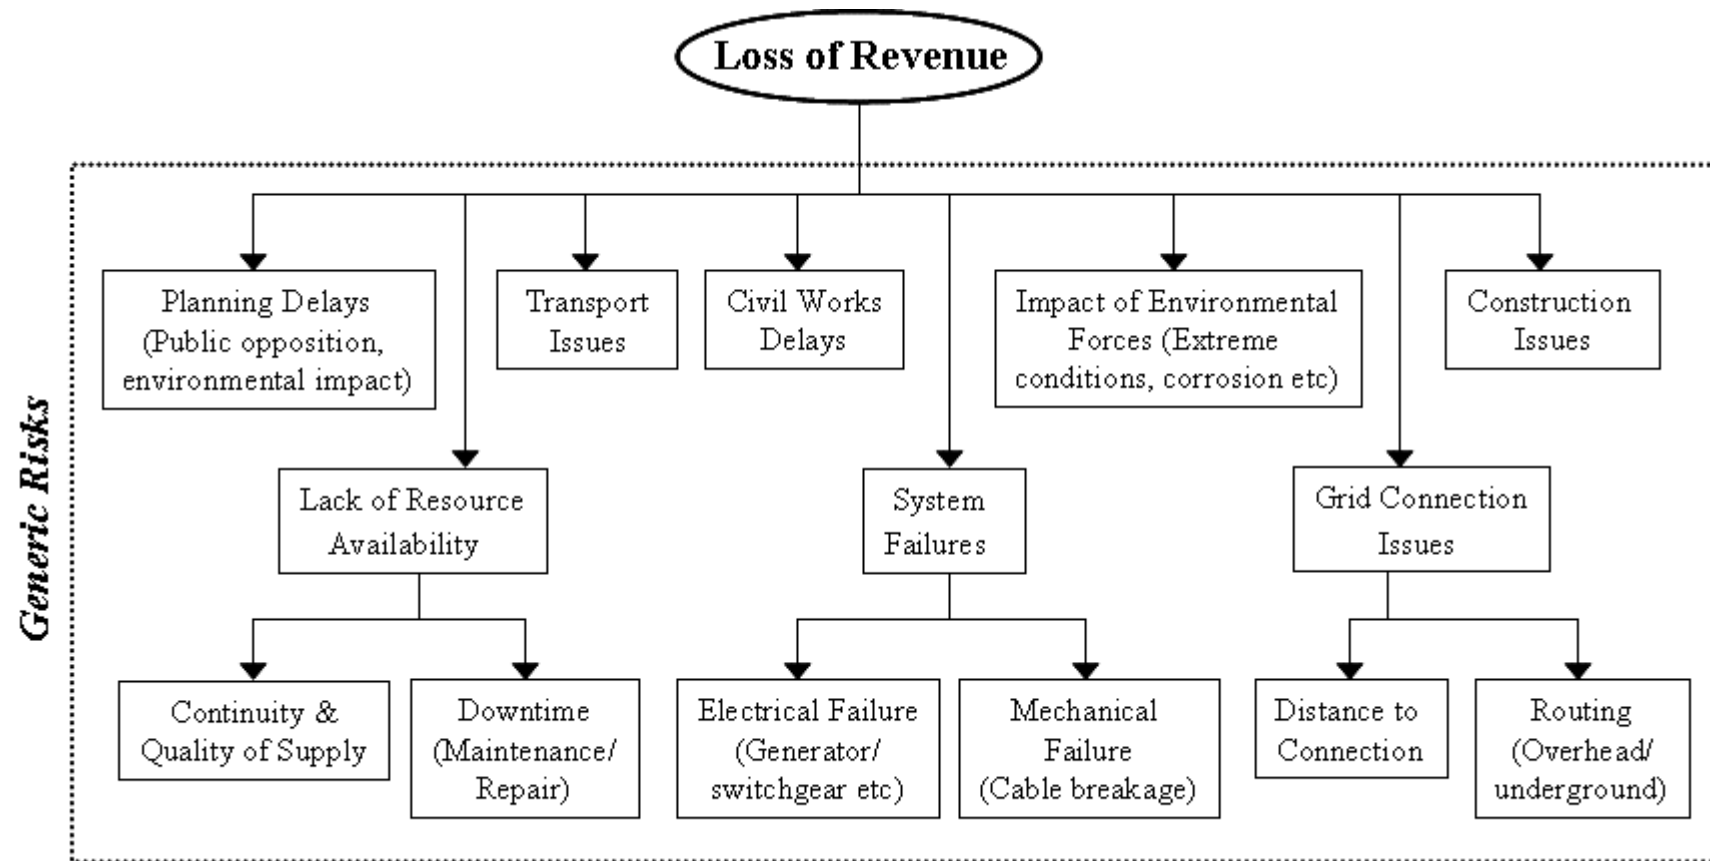 Loss of Revenue
Generic Risks
Planning Delays
(Public opposition,
environmental impact)
Transport
Issues
Civil Works
Delays
Impact of Environmental
Forces (Extreme
conditions, corrosion etc)
Construction
Issues
Lack of Resource
Availability
System
Failures
Grid Connection
Issues
Continuity &
Quality of Supply
Downtime
(Maintenance/
Repair)
Electrical Failure
(Generator/
switchgear etc)
Mechanical
Failure
(Cable breakage)
Distance to
Connection
Routing
(Overhead/
underground)